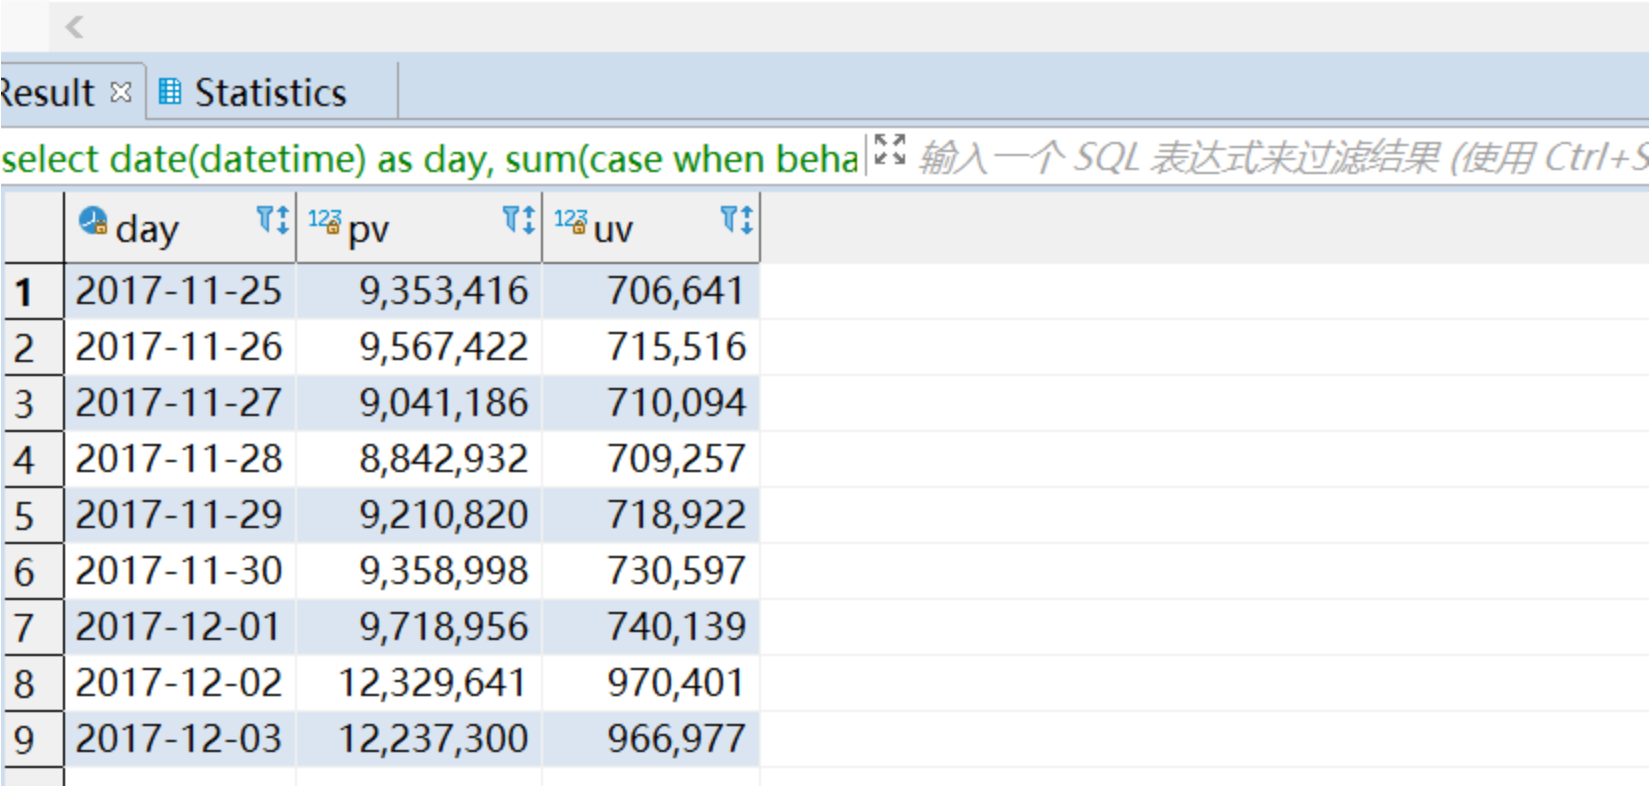 Result Statistics
select date(datetime) as day, sum(case when beha 输入一个 SQL 表达式来过滤结果 (使用 Ctrl+S
day 123 pv 123 uv
1 2017-11-25 9,353,416 706,641
2 2017-11-26 9,567,422 715,516
3 2017-11-27 9,041,186 710,094
4 2017-11-28 8,842,932 709,257
5 2017-11-29 9,210,820 718,922
6 2017-11-30 9,358,998 730,597
7 2017-12-01 9,718,956 740,139
8 2017-12-02 12,329,641 970,401
9 2017-12-03 12,237,300 966,977